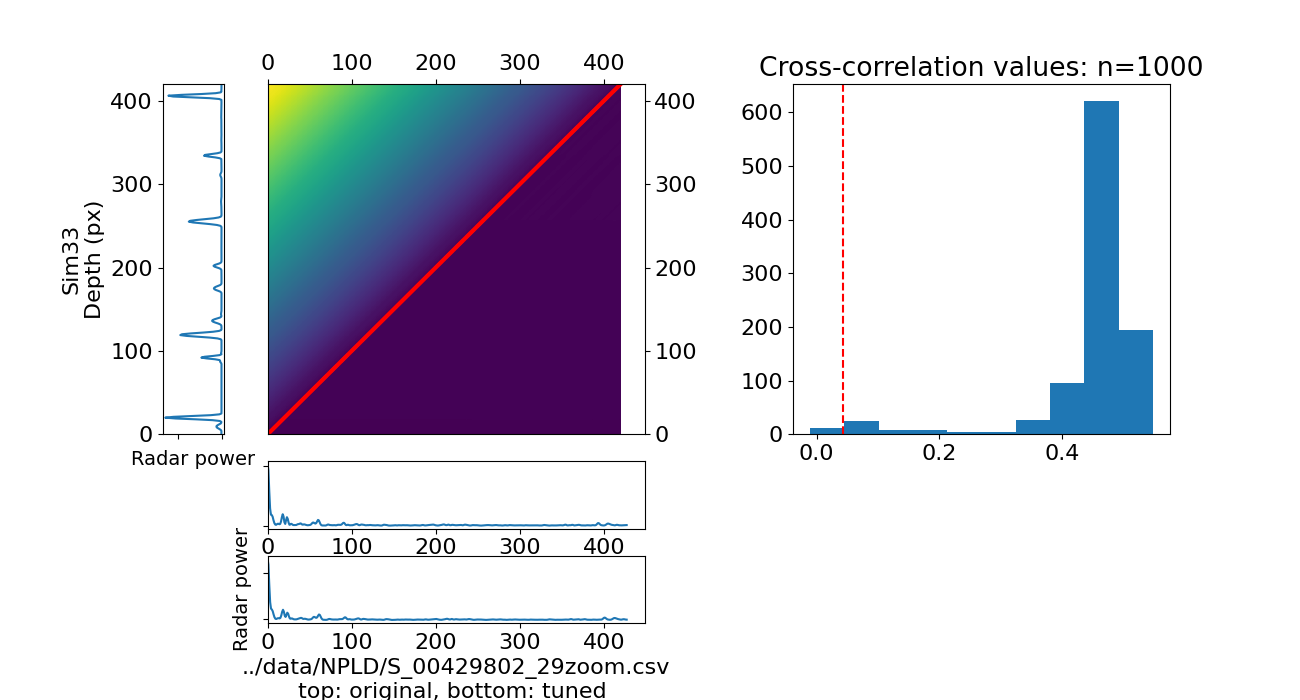 0 100 200 300 400
Cross-correlation values: n=1000
400
300
200
100
0
Sim33
Depth (px)
Radar power
400
300
200
100
0
600
500
400
300
200
100
0
0.0 0.2 0.4
0 100 200 300 400
Radar power
0 100 200 300 400
../data/NPLD/S_00429802_29zoom.csv
top: original, bottom: tuned